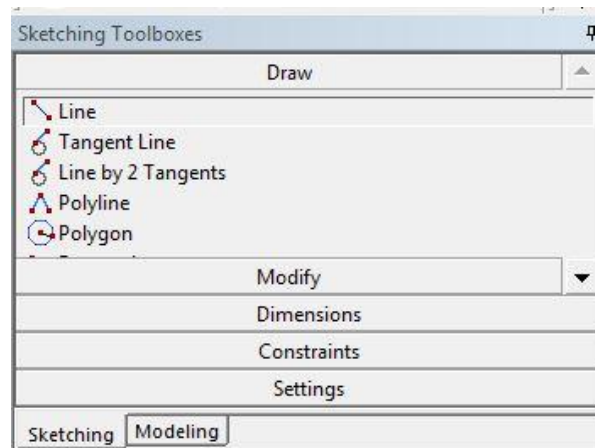 Sketching Toolboxes
Draw
Line
Tangent Line
Line by 2 Tangents
Polyline
Polygon
Modify
Dimensions
Constraints
Settings
Sketching Modeling